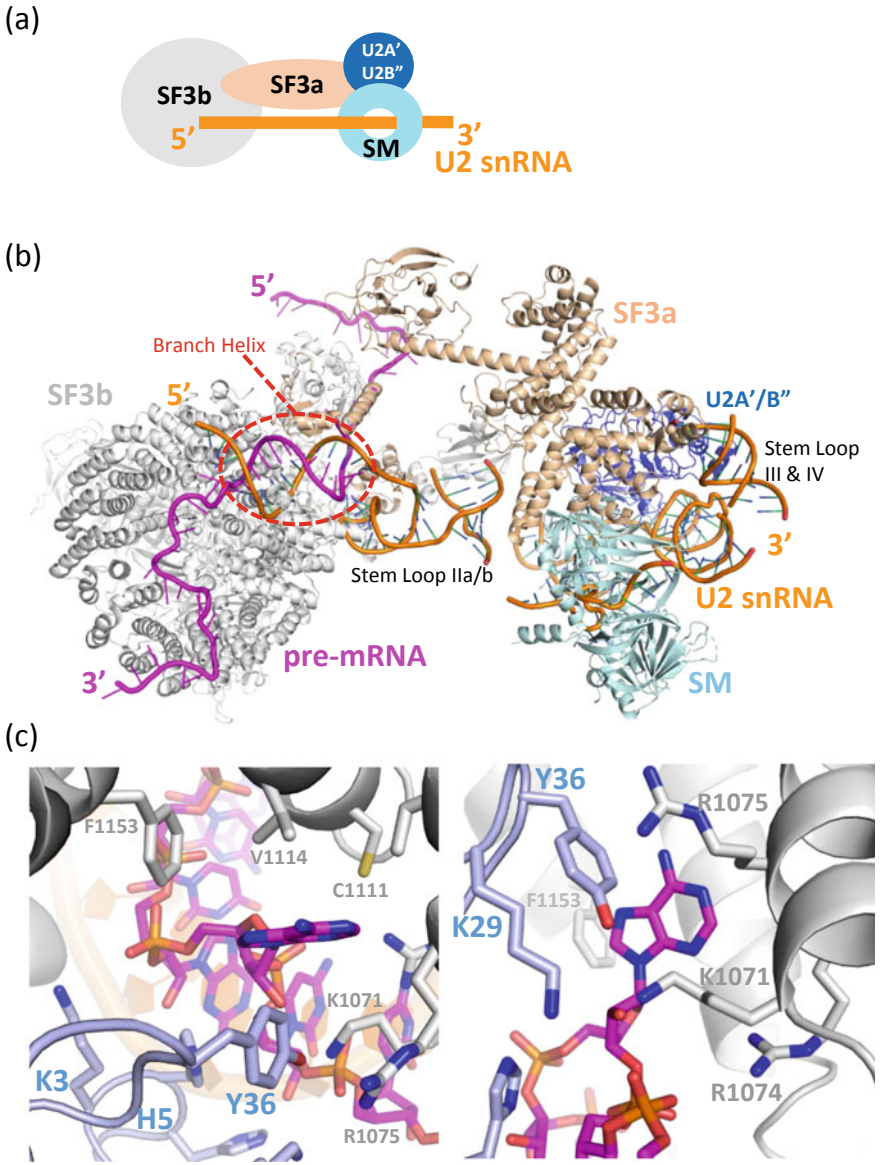 (a)
U2A’
U2B”
SF3a
SF3b
5’
3’
SM
U2 snRNA
(b)
5’
SF3a
Branch Helix
SF3b
5’
U2A’/B”
Stem Loop
III & IV
3’
Stem Loop IIa/b
U2 snRNA
pre-mRNA
SM
3’
(c)
F1153
V1114
C1111
K1071
K3
H5
Y36
R1075
Y36
R1075
F1153
K29
K1071
R1074